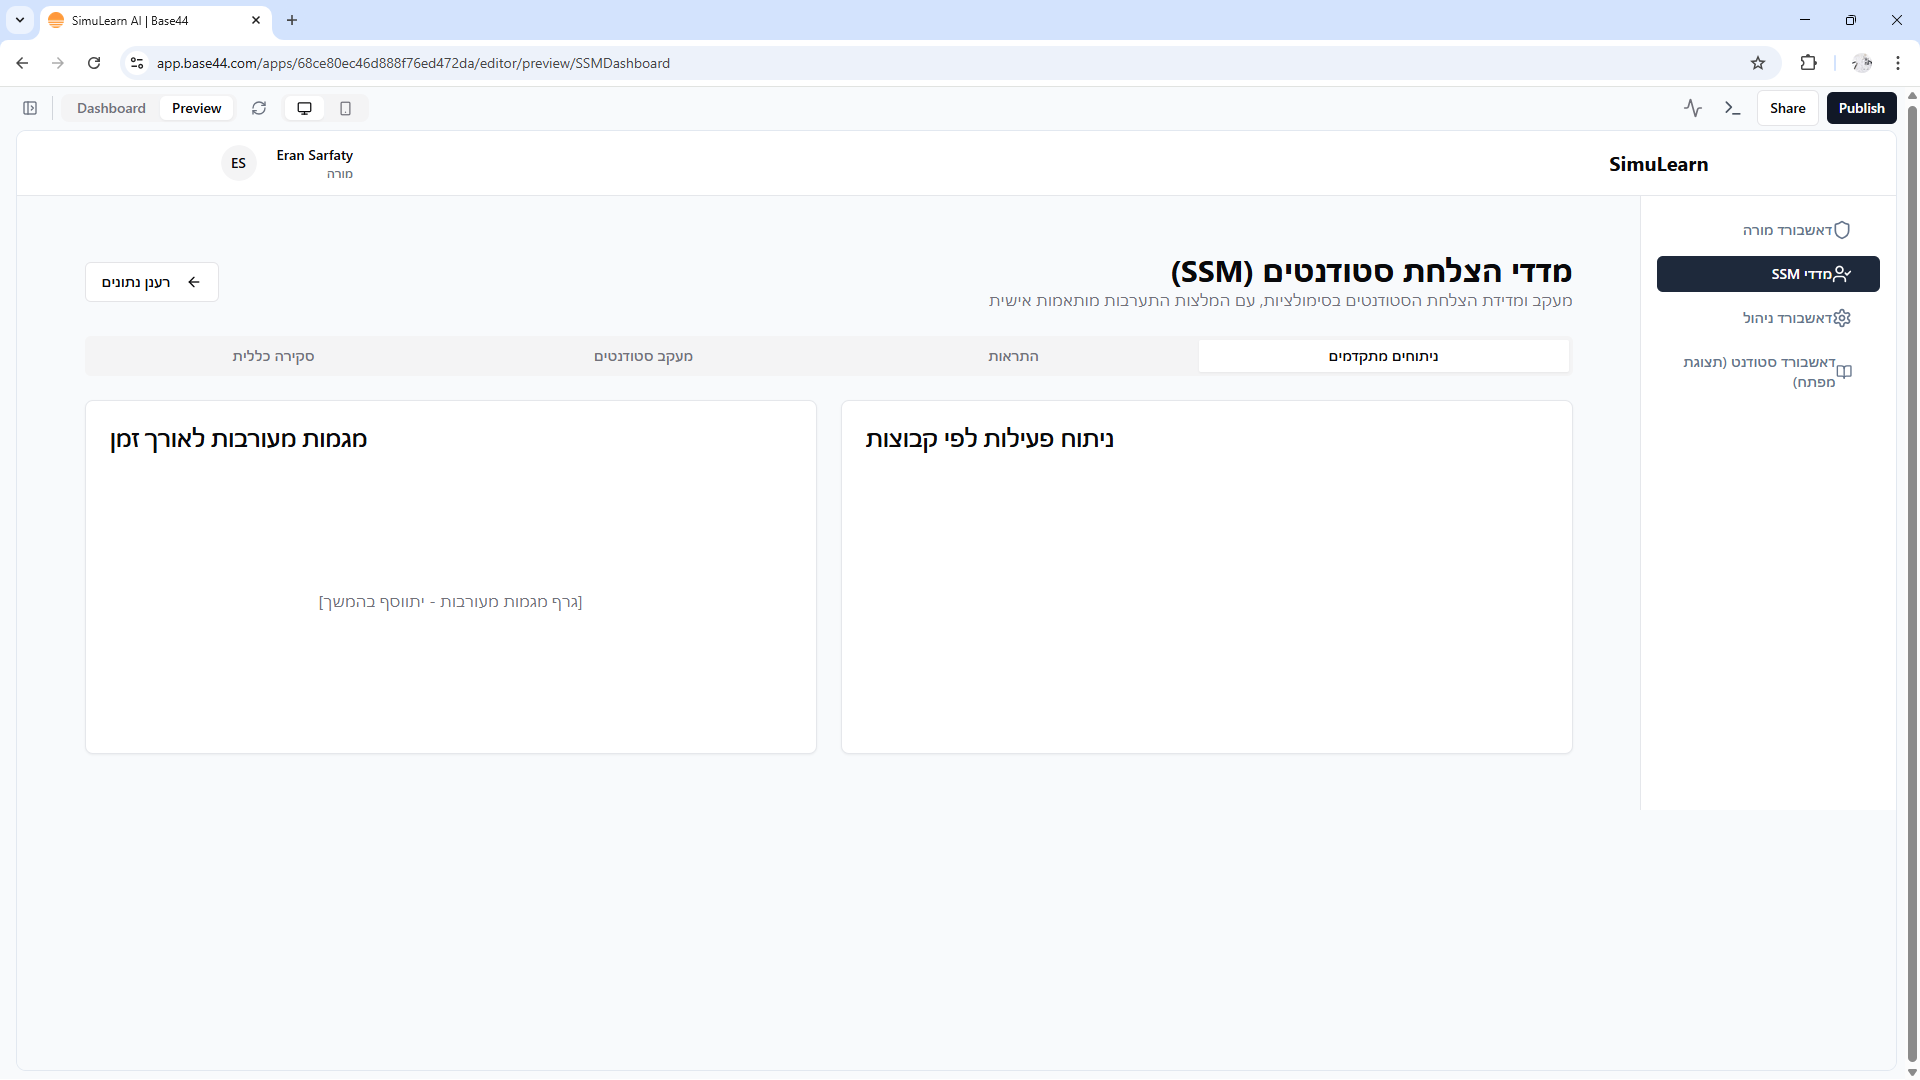 SimuLearn AI | Base44
app.base44.com/apps/68ce80ec46d888f76ed472da/editor/preview/SSMDashboard
Dashboard
Preview
Share
Publish
SimuLearn
Eran Sarfaty
מורה
ES
דאשבורד מורה
מדדי SSM
דאשבורד ניהול
דאשבורד סטודנט (תצוגת
מפתח)
מדדי הצלחת סטודנטים (SSM)
מעקב ומדידת הצלחת הסטודנטים בסימולציות, עם המלצות התערבות מותאמות אישית
רענן נתונים
ניתוחים מתקדמים
התראות
מעקב סטודנטים
סקירה כללית
ניתוח פעילות לפי קבוצות
מגמות מעורבות לאורך זמן
[גרף מגמות מעורבות - יתווסף בהמשך]